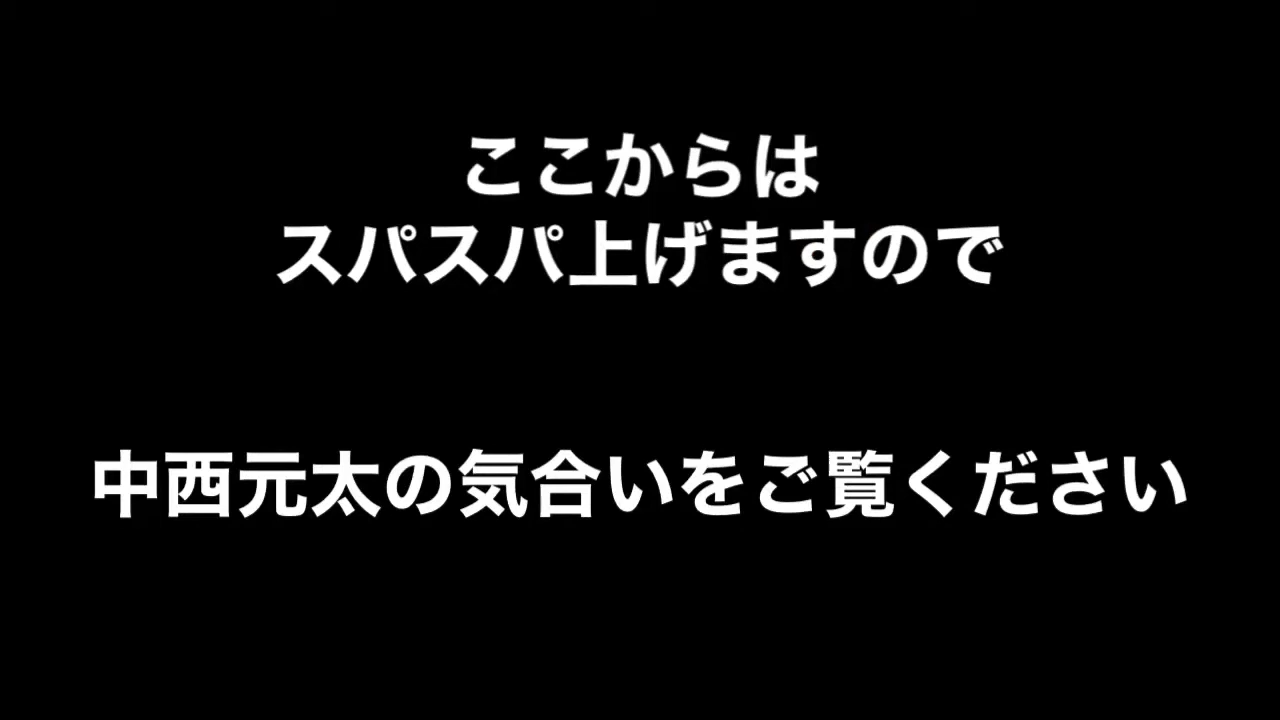 ここからは
スパスパ上げますので
中西元太の気合いをご覧ください